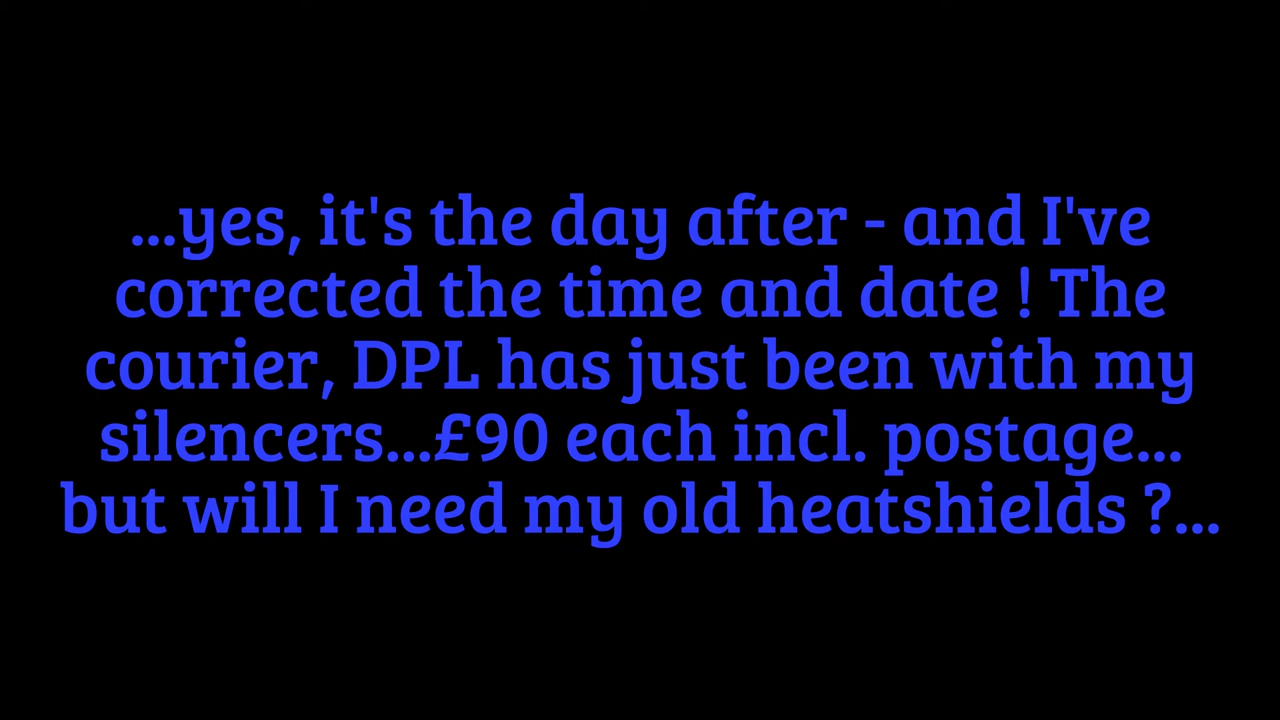 ...yes, it's the day after - and I've
corrected the time and date ! The
courier, DPL has just been with my
silencers...£90 each incl. postage...
but will I need my old heatshields ?...